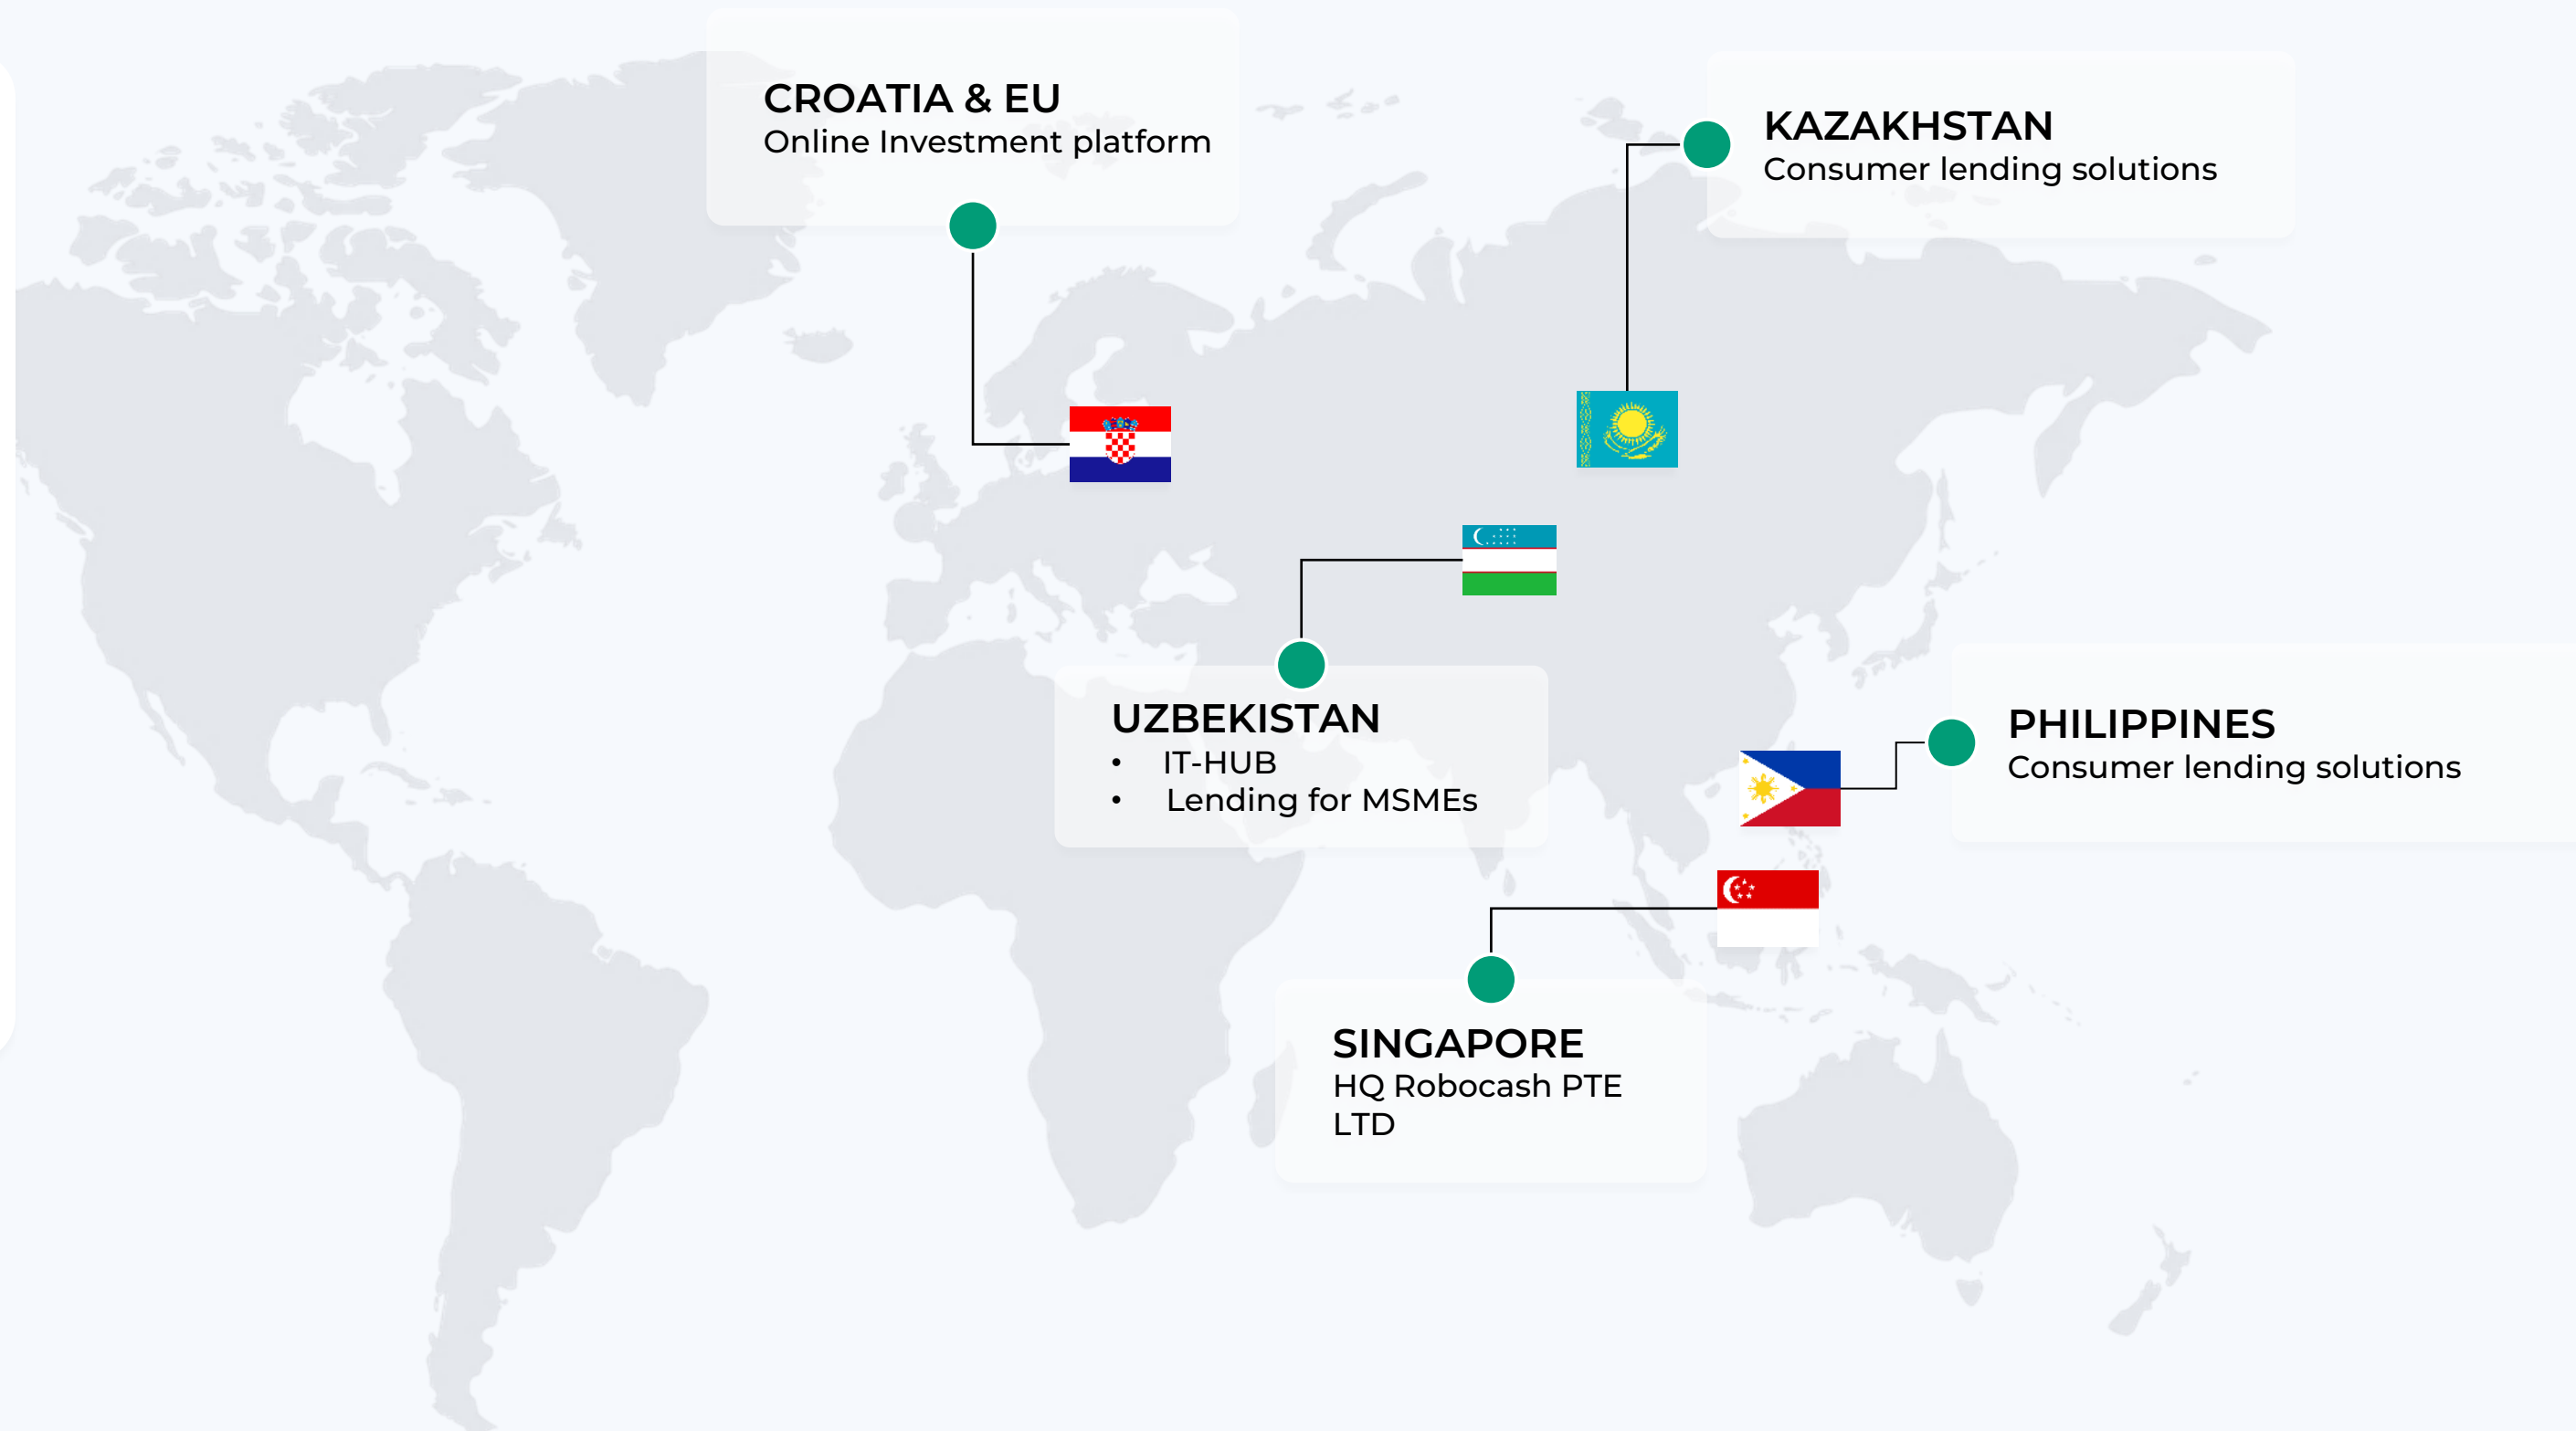 CROATIA & EU
Online Investment platform
KAZAKHSTAN
Consumer lending solutions
UZBEKISTAN
• IT-HUB
• Lending for MSMEs
PHILIPPINES
Consumer lending solutions
SINGAPORE
HQ Robocash PTE
LTD